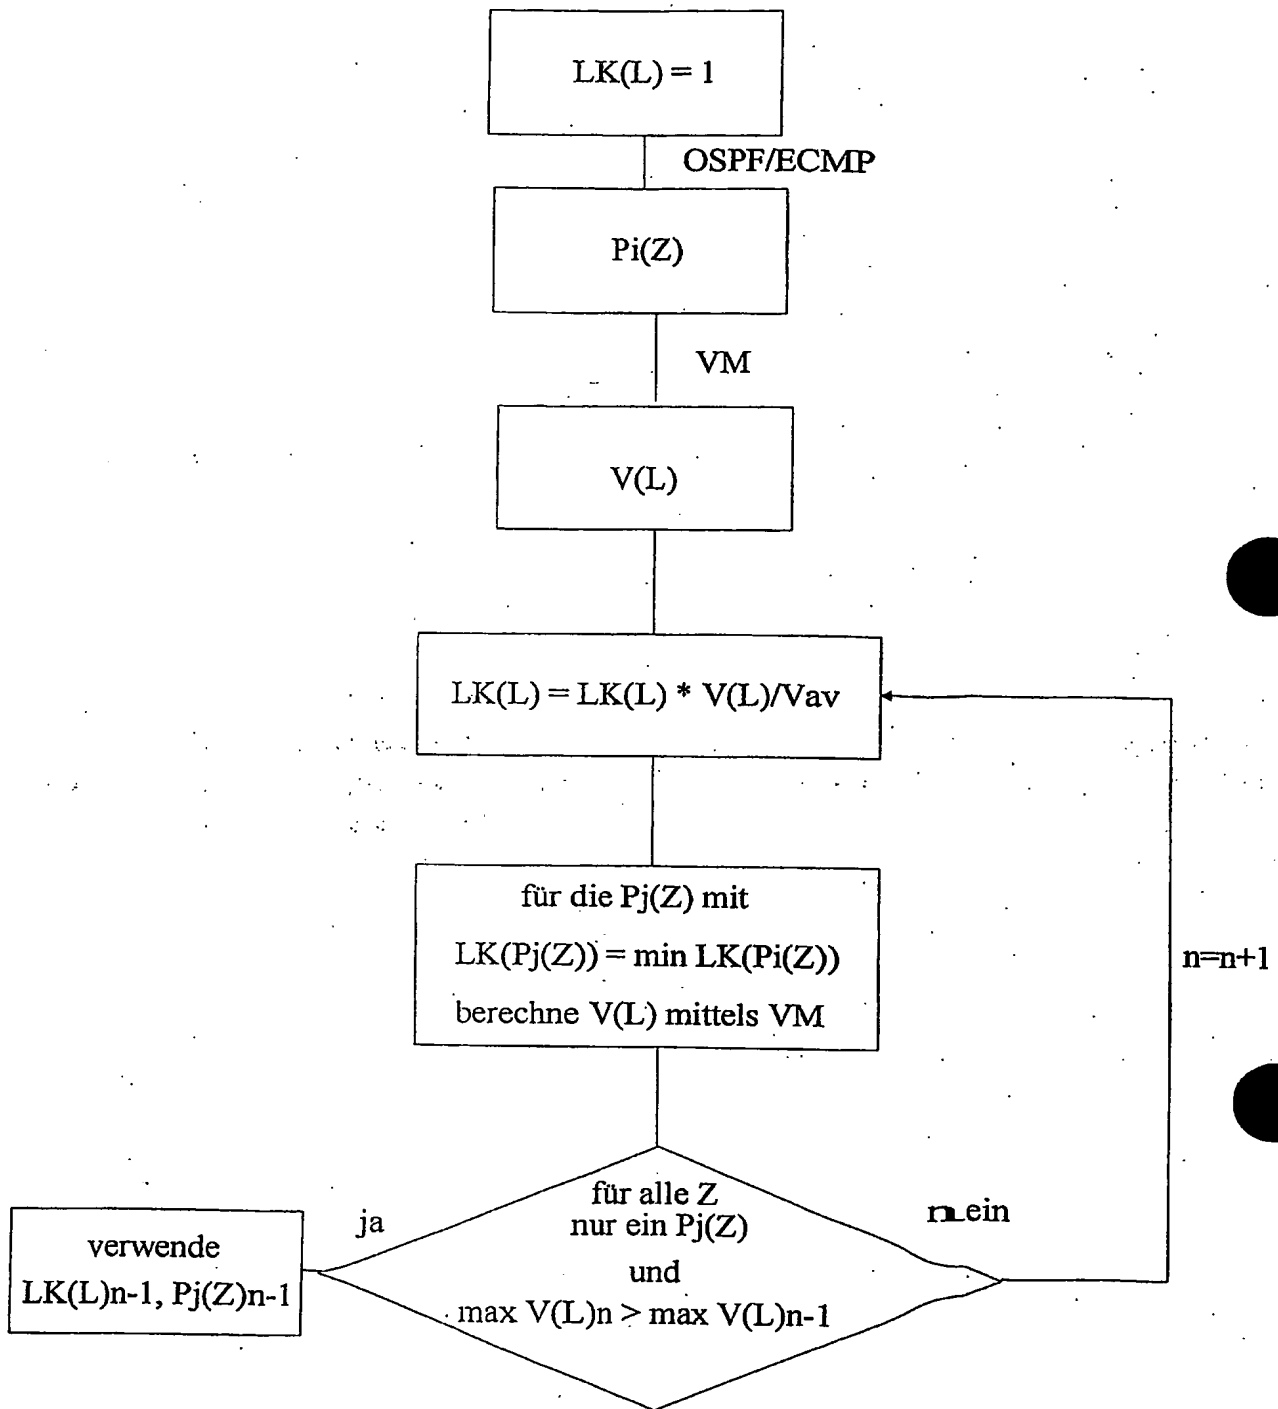 LK(L) = 1
OSPF/ECMP
Pi(Z)
VM
V(L)
LK(L) = LK(L) * V(L)/Vav
für die Pj(Z) mit
LK(Pj(Z)) = min LK(Pi(Z))
berechne V(L) mittels VM
n=n+1
für alle Z
nur ein Pj(Z)
und
max V(L)n > max V(L)n-1
ja
nein
verwende
LK(L)n-1, Pj(Z)n-1